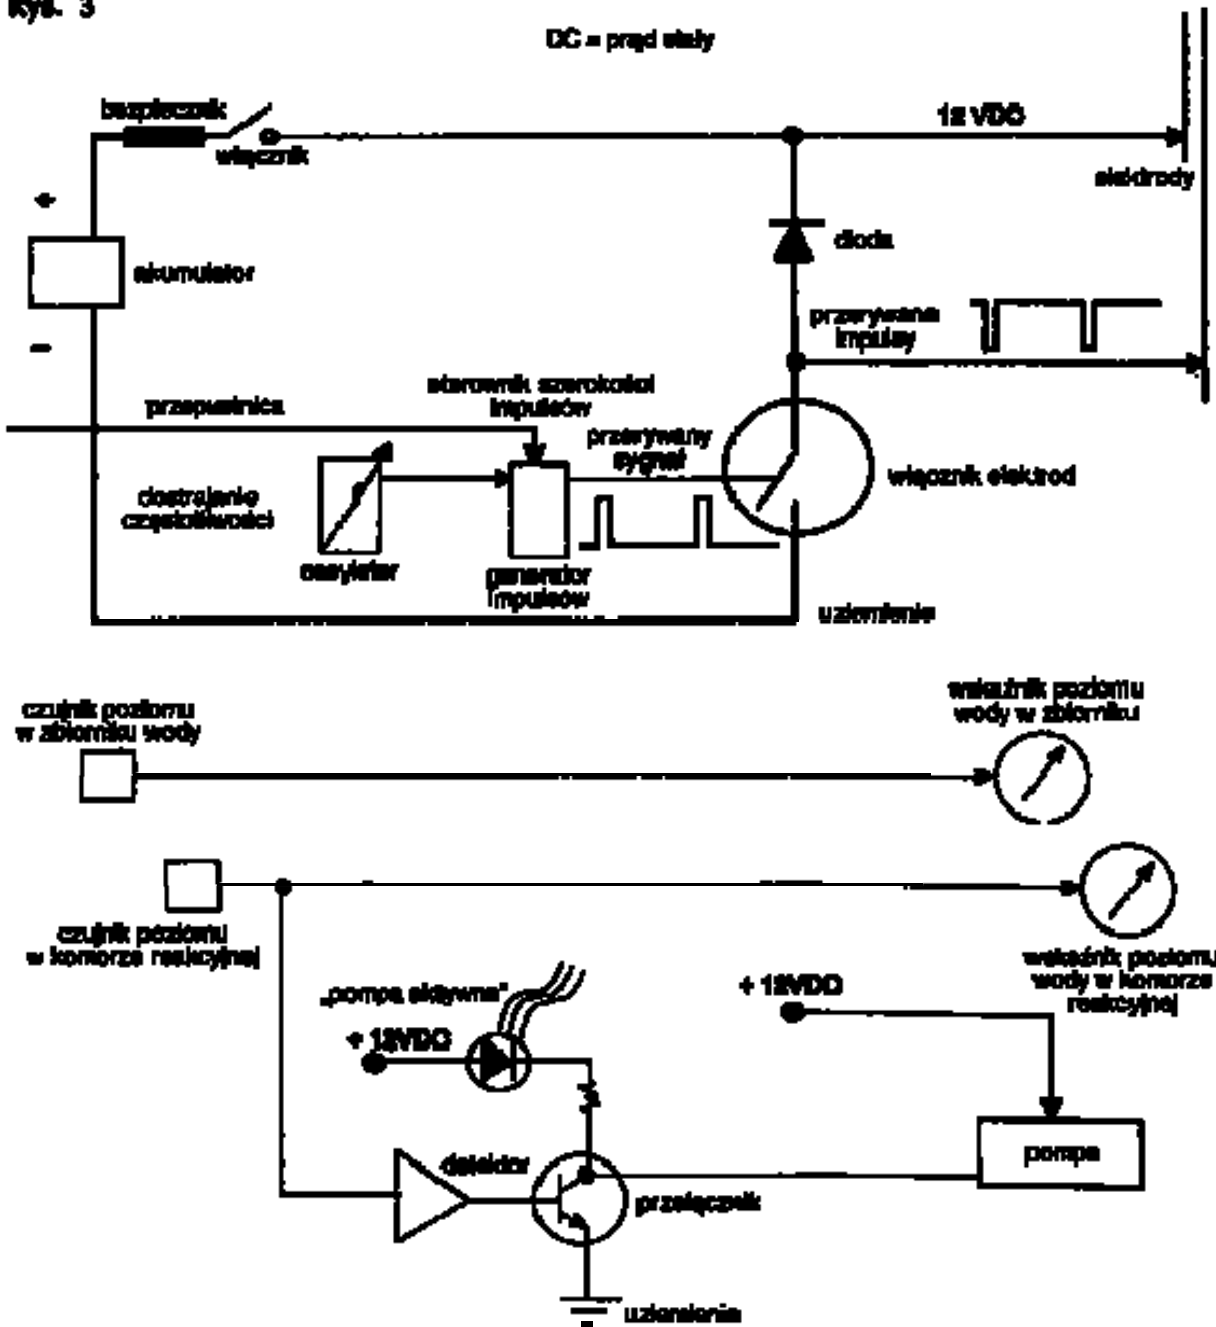 Rys. 3
DC = prąd stały
bezpiecznik
włącznik
12 VDC
elektrody
+
akumulator
dioda
-
przerywane
impulsy
sterownik szerokości
impulsów
przepustnica
przerywany
sygnał
włącznik elektrod
dostrajanie
częstotliwości
oscylator
generator
impulsów
uziemienie
czujnik poziomu
w zbiorniku wody
wskaźnik poziomu
wody w zbiorniku
czujnik poziomu
w komorze reakcyjnej
wskaźnik poziomu
wody w komorze
reakcyjnej
„pompa aktywna"
+ 12VDC
+ 12VDC
pompa
detektor
przełącznik
uziemienie